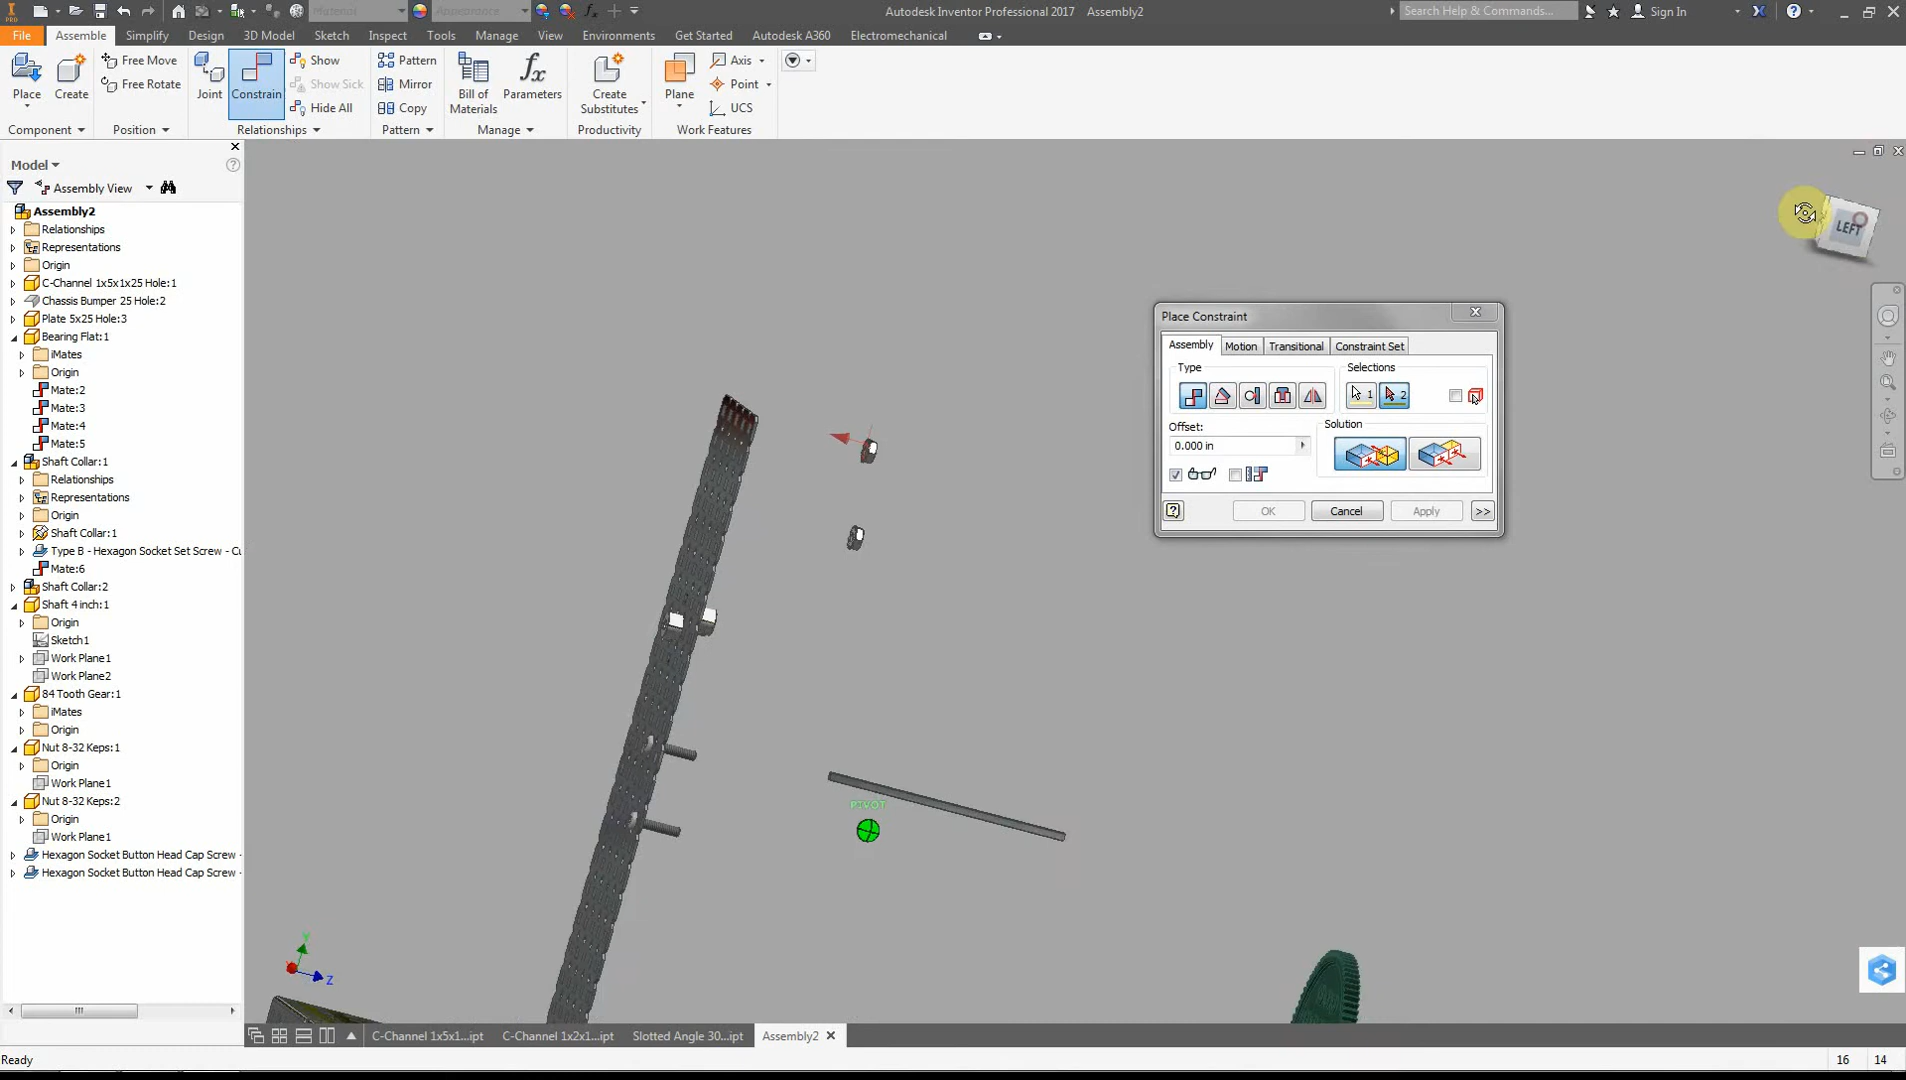 Material
Appearance
Autodesk Inventor Professional 2017 Assembly2
Search Help & Commands...
Sign In
PRO
File
Assemble
Simplify
Design
3D Model
Sketch
Inspect
Tools
Manage
View
Environments
Get Started
Autodesk A360
Electromechanical
Place
Create
Free Move
Free Rotate
Joint
Constrain
Show
Show Sick
Hide All
Pattern
Mirror
Copy
Bill of
Materials
fx
Parameters
Create
Substitutes
Plane
Axis
Point
UCS
Component
Position
Relationships
Pattern
Manage
Productivity
Work Features
Model
Assembly View
Assembly2
Relationships
Representations
Origin
C-Channel 1x5x1x25 Hole:1
Chassis Bumper 25 Hole:2
Plate 5x25 Hole:3
Bearing Flat:1
iMates
Origin
Mate:2
Mate:3
Mate:4
Mate:5
Shaft Collar:1
Relationships
Representations
Origin
Shaft Collar:1
Type B - Hexagon Socket Set Screw - Cu
Mate:6
Shaft Collar:2
Shaft 4 inch:1
Origin
Sketch1
Work Plane1
Work Plane2
84 Tooth Gear:1
iMates
Origin
Nut 8-32 Keps:1
Origin
Work Plane1
Nut 8-32 Keps:2
Origin
Work Plane1
Hexagon Socket Button Head Cap Screw -
Hexagon Socket Button Head Cap Screw -
LEFT
Place Constraint
Assembly
Motion
Transitional
Constraint Set
Type
Selections
1
2
Offset:
Solution
0.000 in
OK
Cancel
Apply
>>
PIVOT
Y
Z
C-Channel 1x5x1...ipt
C-Channel 1x2x1...ipt
Slotted Angle 30...ipt
Assembly2
Ready
16
14